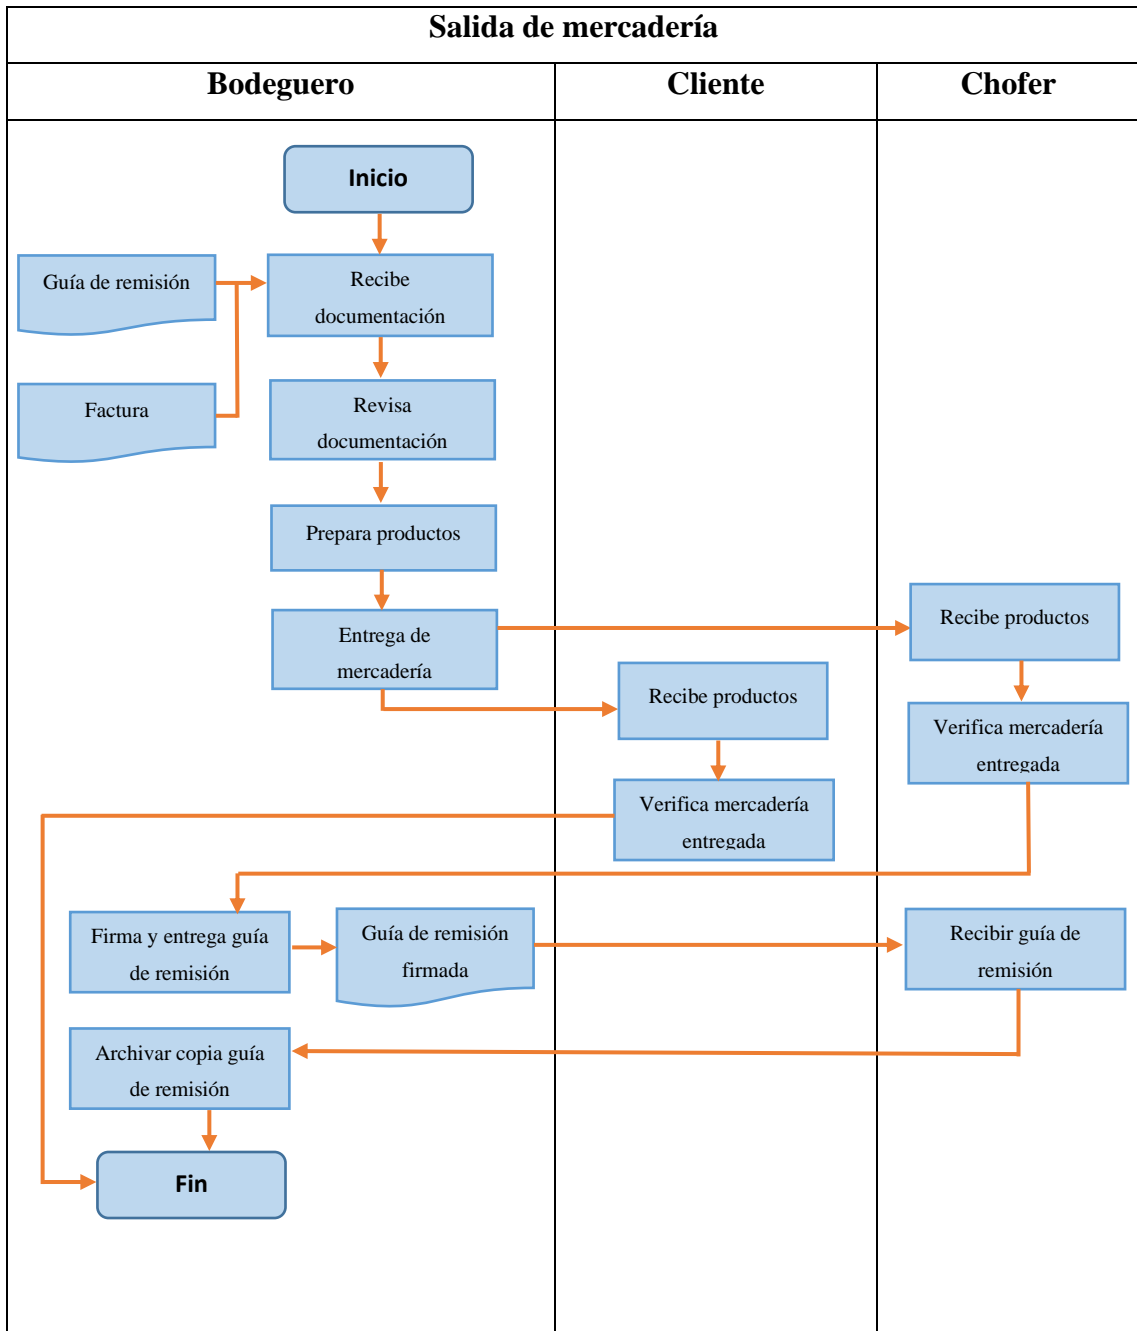 Salida de mercadería
Bodeguero
Cliente
Chofer
Inicio
Guía de remisión
Recibe
documentación
Factura
Revisa
documentación
Prepara productos
Entrega de
mercadería
Recibe productos
Recibe productos
Verifica mercadería
entregada
Verifica mercadería
entregada
Firma y entrega guía
de remisión
Guía de remisión
firmada
Recibir guía de
remisión
Archivar copia guía
de remisión
Fin